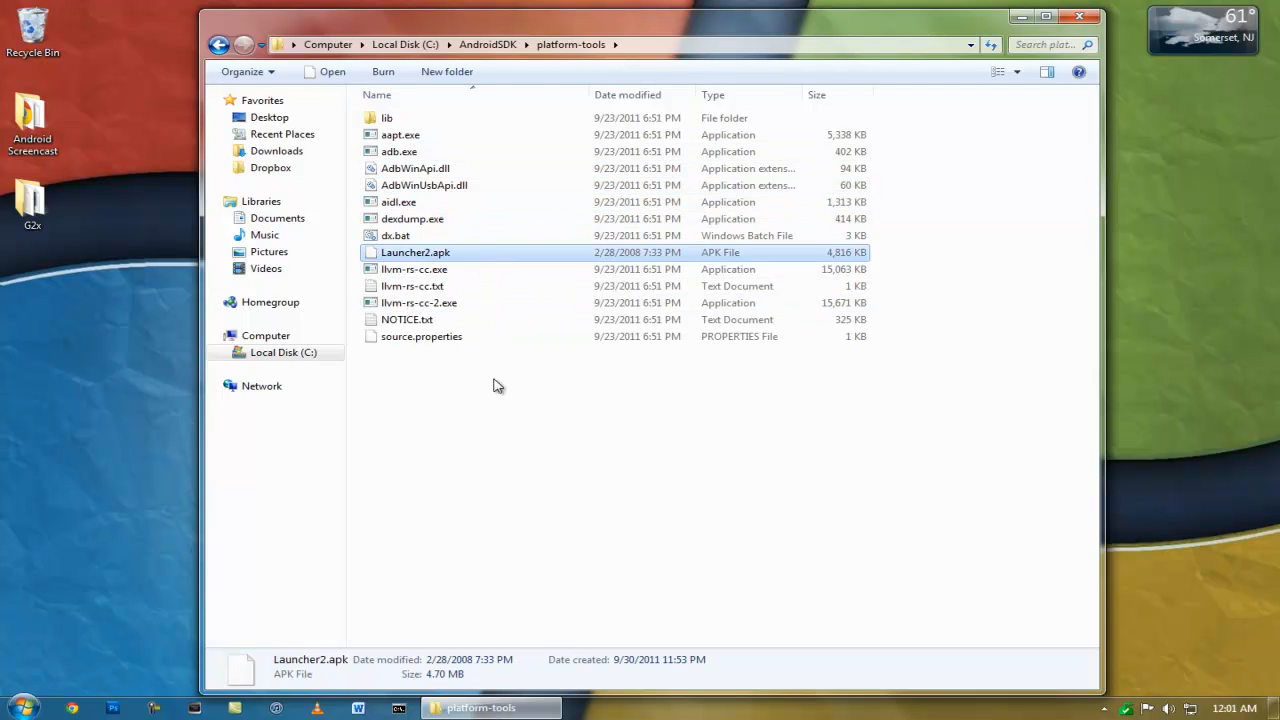 Recycle Bin
Android
Screencast
G2x
61°
Somerset, NJ
Computer
Local Disk (C:)
AndroidSDK
platform-tools
Search plat...
Organize
Open
Burn
New folder
Favorites
Desktop
Recent Places
Downloads
Dropbox
Libraries
Documents
Music
Pictures
Videos
Homegroup
Computer
Local Disk (C:)
Network
Name Date modified Type Size
lib 9/23/2011 6:51 PM File folder
aapt.exe 9/23/2011 6:51 PM Application 5,338 KB
adb.exe 9/23/2011 6:51 PM Application 402 KB
AdbWinApi.dll 9/23/2011 6:51 PM Application extens... 94 KB
AdbWinUsbApi.dll 9/23/2011 6:51 PM Application extens... 60 KB
aidl.exe 9/23/2011 6:51 PM Application 1,313 KB
dexdump.exe 9/23/2011 6:51 PM Application 414 KB
dx.bat 9/23/2011 6:51 PM Windows Batch File 3 KB
Launcher2.apk 2/28/2008 7:33 PM APK File 4,816 KB
llvm-rs-cc.exe 9/23/2011 6:51 PM Application 15,063 KB
llvm-rs-cc.txt 9/23/2011 6:51 PM Text Document 1 KB
llvm-rs-cc-2.exe 9/23/2011 6:51 PM Application 15,671 KB
NOTICE.txt 9/23/2011 6:51 PM Text Document 325 KB
source.properties 9/23/2011 6:51 PM PROPERTIES File 1 KB
Launcher2.apk Date modified: 2/28/2008 7:33 PM Date created: 9/30/2011 11:53 PM
APK File Size: 4.70 MB
platform-tools
12:01 AM